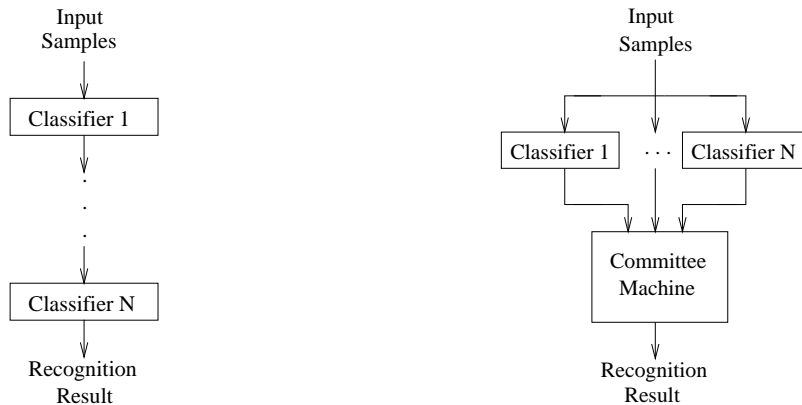 Input
Samples
Classifier 1
.
.
.
Classifier N
Recognition
Result
Input
Samples
Classifier 1
. . .
Classifier N
Committee
Machine
Recognition
Result